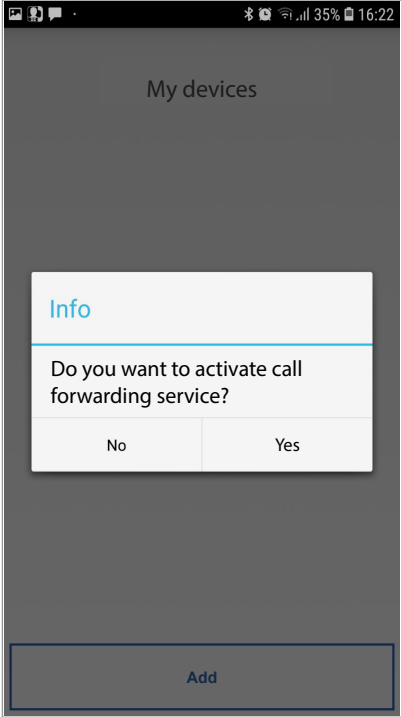 35% 16:22
My devices
Info
Do you want to activate call
forwarding service?
No Yes
Add